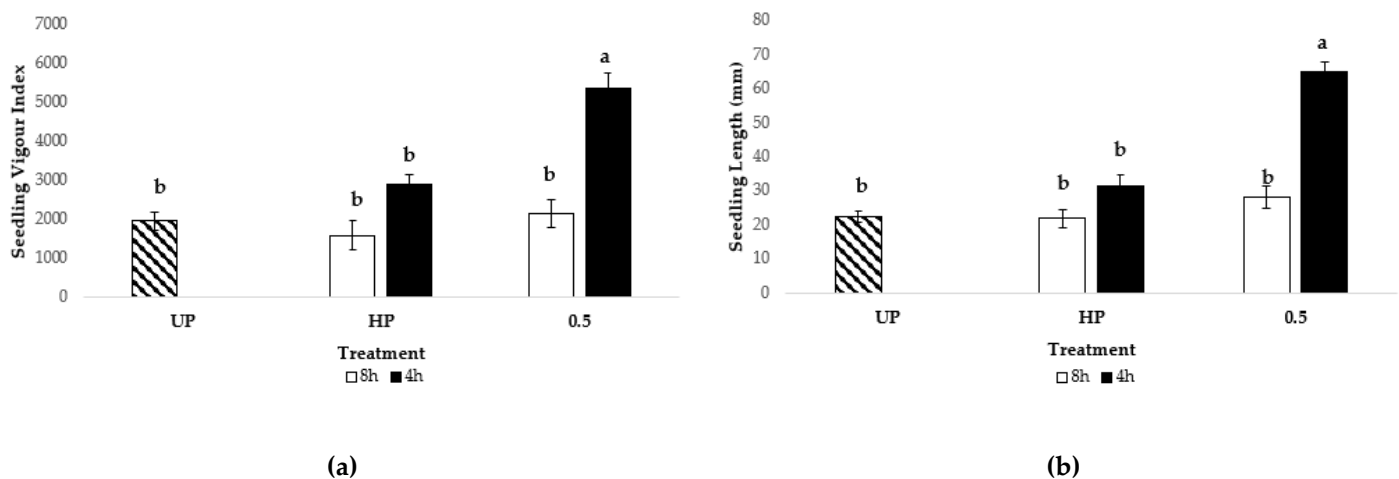 Seedling Vigour Index
7000
6000
5000
4000
3000
2000
1000
0
b
b
b
b
a
UP
HP
0.5
Treatment
8h
4h
(a)
Seedling Length (mm)
80
70
60
50
40
30
20
10
0
b
b
b
b
a
UP
HP
0.5
Treatment
8h
4h
(b)